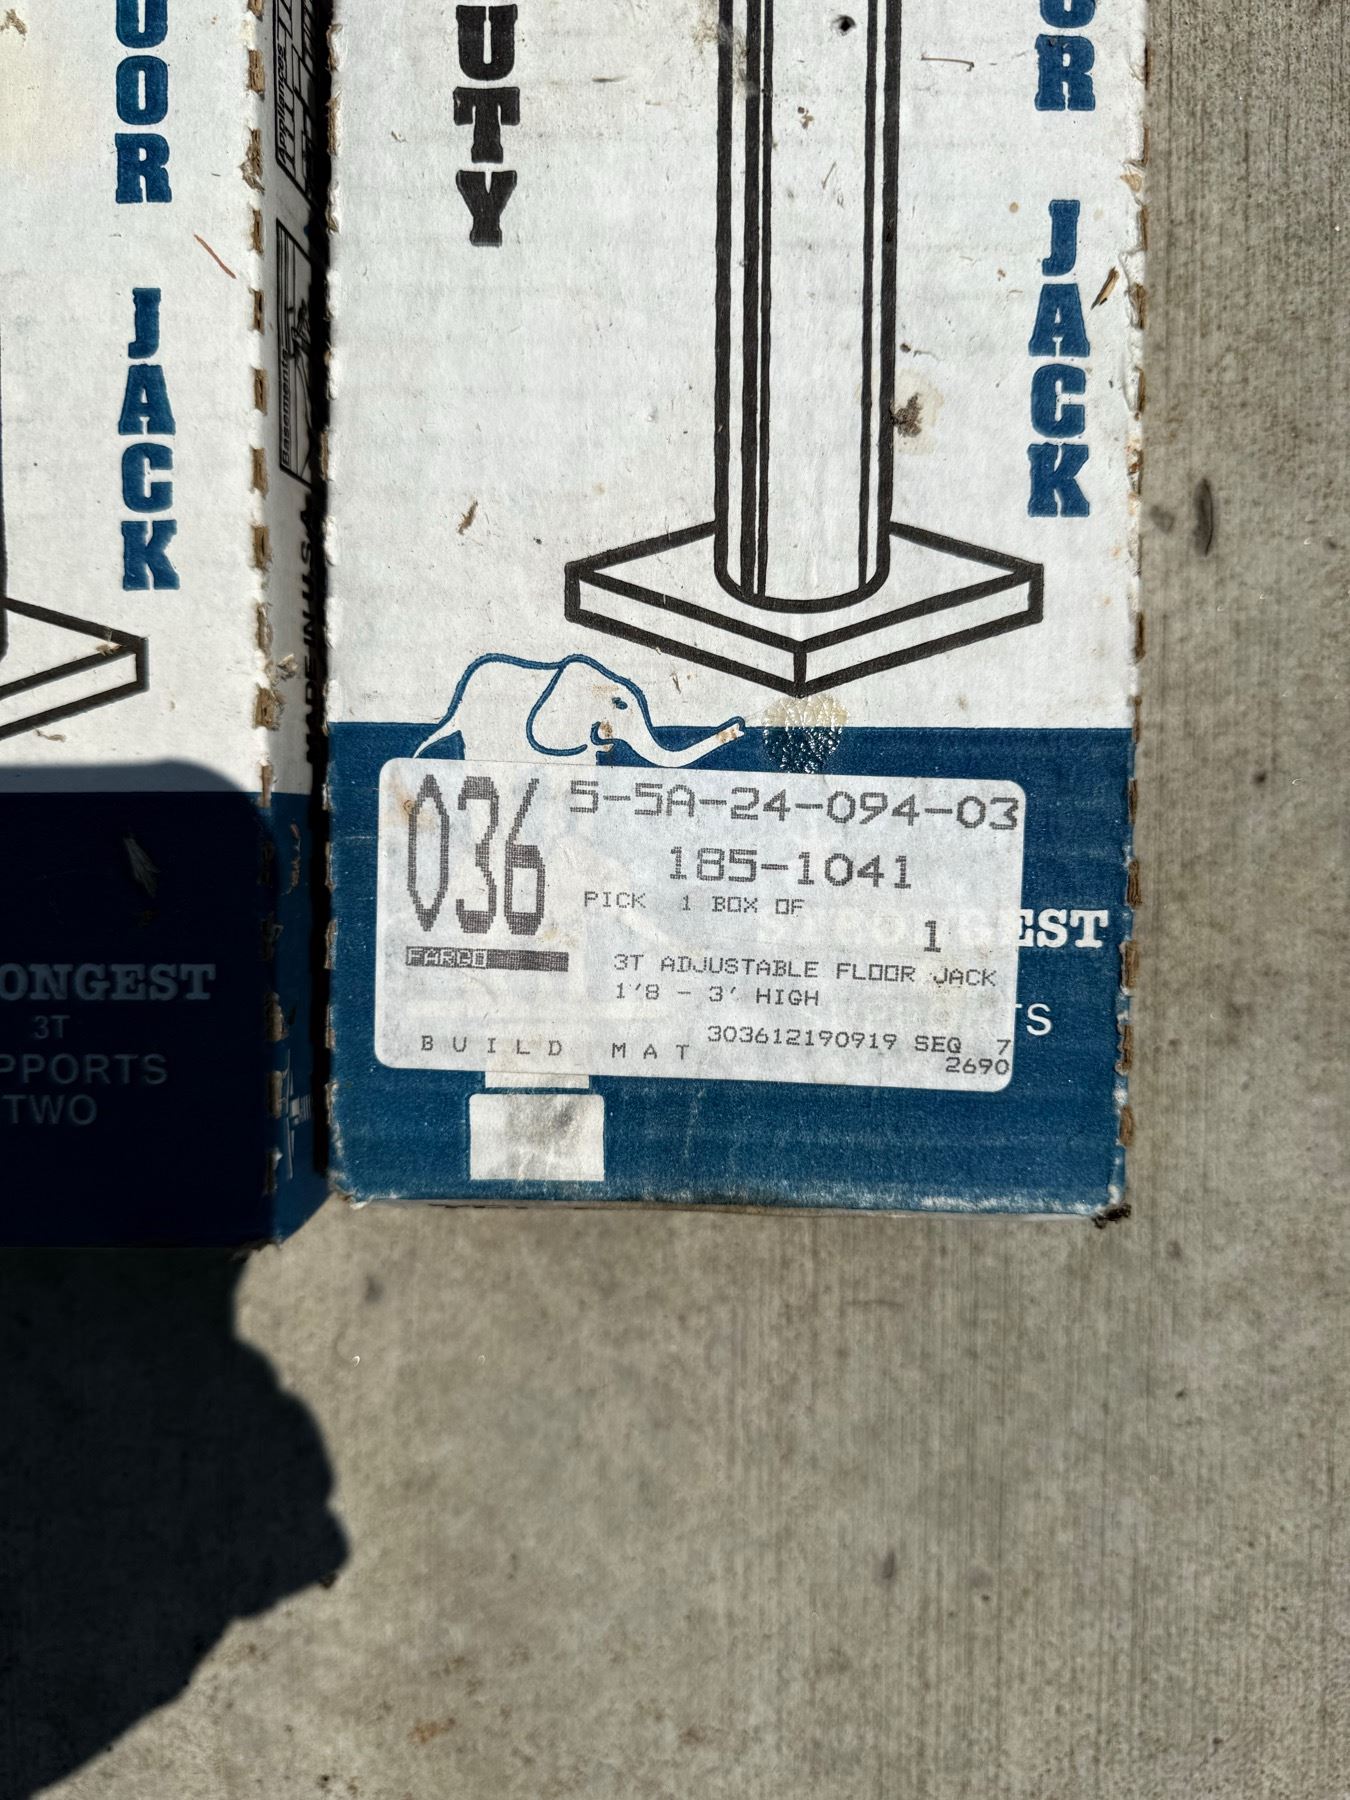 OOR JACK
Basement
MADE IN U.S.A.
ONGEST
3T
PPORTS
TWO
UTY
OR JACK
036
FARGO
5-5A-24-094-03
185-1041
PICK 1 BOX OF
1
3T ADJUSTABLE FLOOR JACK
1'8 - 3' HIGH
BUILD MAT 303612190919 SEQ 7
2690
EST
TS